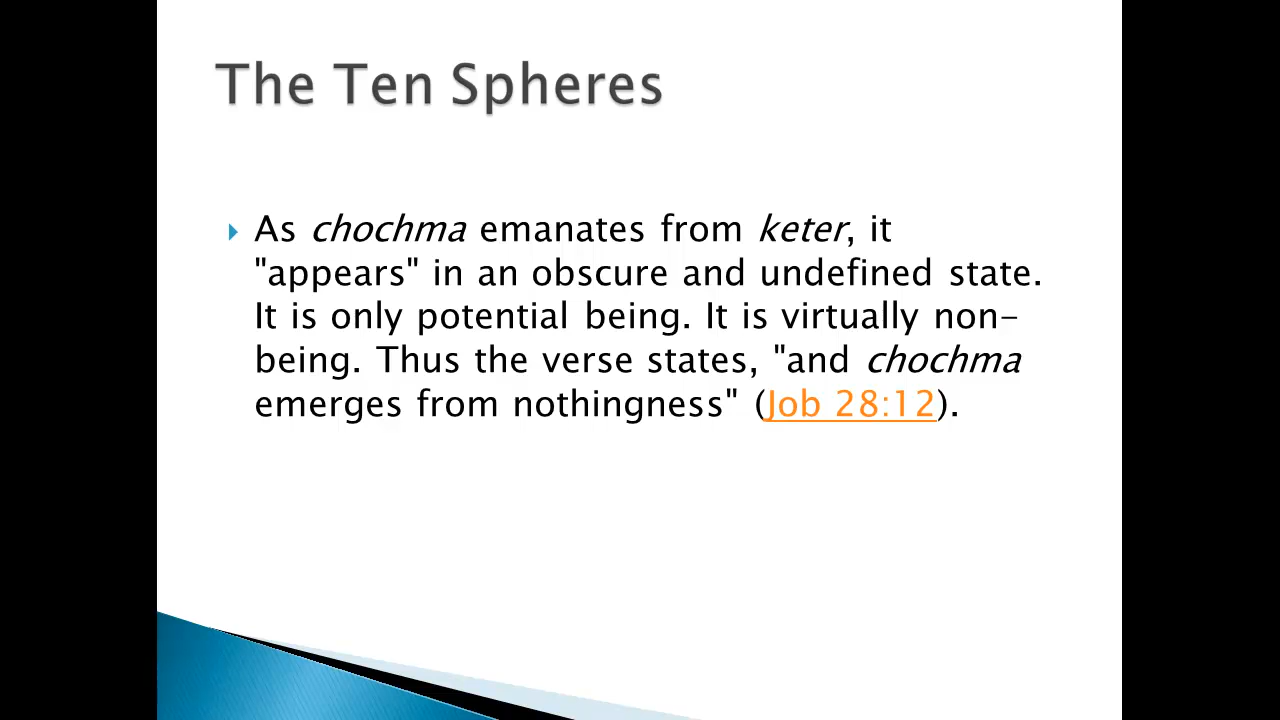 The Ten Spheres
As chochma emanates from keter, it
"appears" in an obscure and undefined state.
It is only potential being. It is virtually non-
being. Thus the verse states, "and chochma
emerges from nothingness" (Job 28:12).